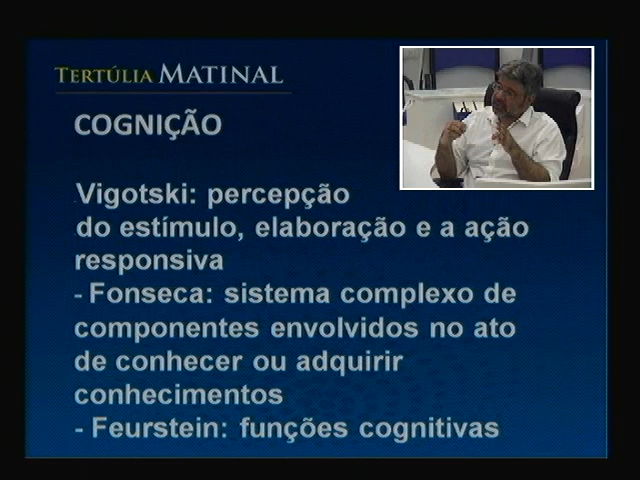 TERTÚLIA MATINAL
COGNIÇÃO
Vigotski: percepção
do estímulo, elaboração e a ação
responsiva
- Fonseca: sistema complexo de
componentes envolvidos no ato
de conhecer ou adquirir
conhecimentos
- Feurstein: funções cognitivas